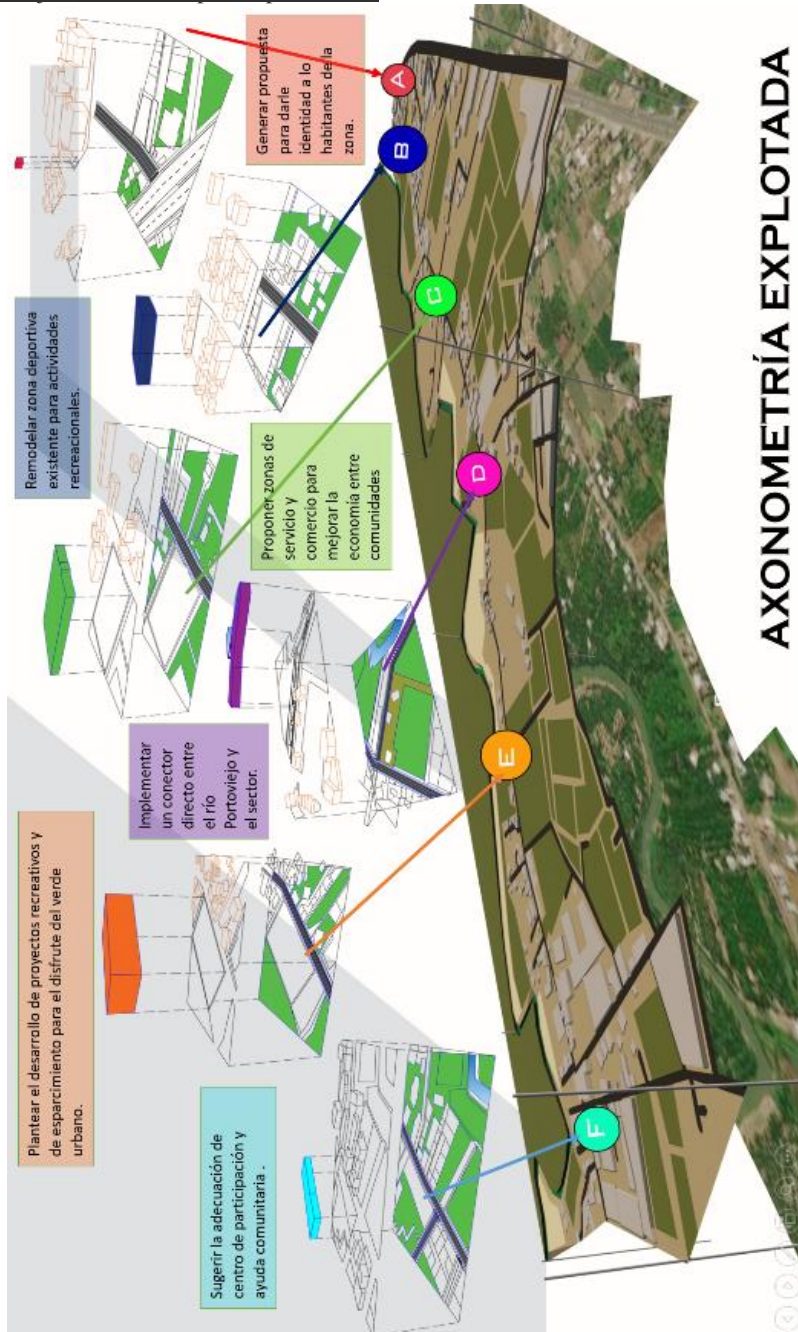 Plantear el desarrollo de proyectos recreativos y
de esparcimiento para el disfrute del verde
urbano.
Remodelar zona deportiva
existente para actividades
recreacionales.
Sugerir la adecuación de
centro de participación y
ayuda comunitaria .
Implementar
un conector
directo entre
el río
Portoviejo y
el sector.
Proponer zonas de
servicio y
comercio para
mejorar la
economía entre
comunidades
Generar propuesta
para darle
identidad a lo
habitantes de la
zona.
F
E
D
C
B
A
AXONOMETRÍA EXPLOTADA